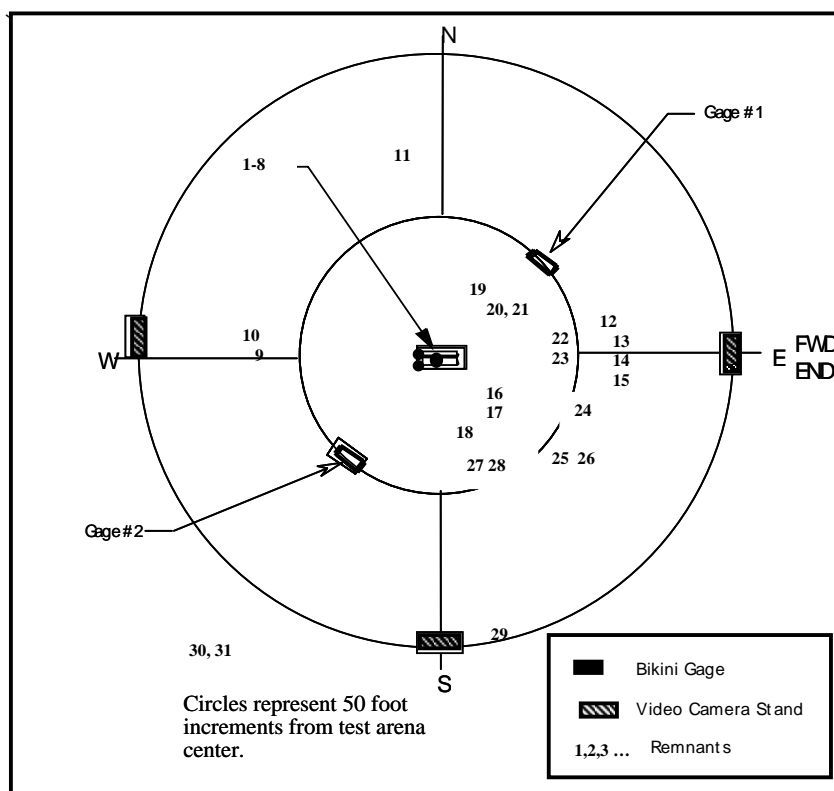 N
Gage #1
1-8
11
19
20, 21
12
10
22
13
W
9
23
14
E FWD
END
15
16
17
24
18
27 28
25 26
Gage #2
29
30, 31
S
Circles represent 50 foot
increments from test arena
center.
Bikini Gage
Video Camera Stand
1,2,3 ... Remnants